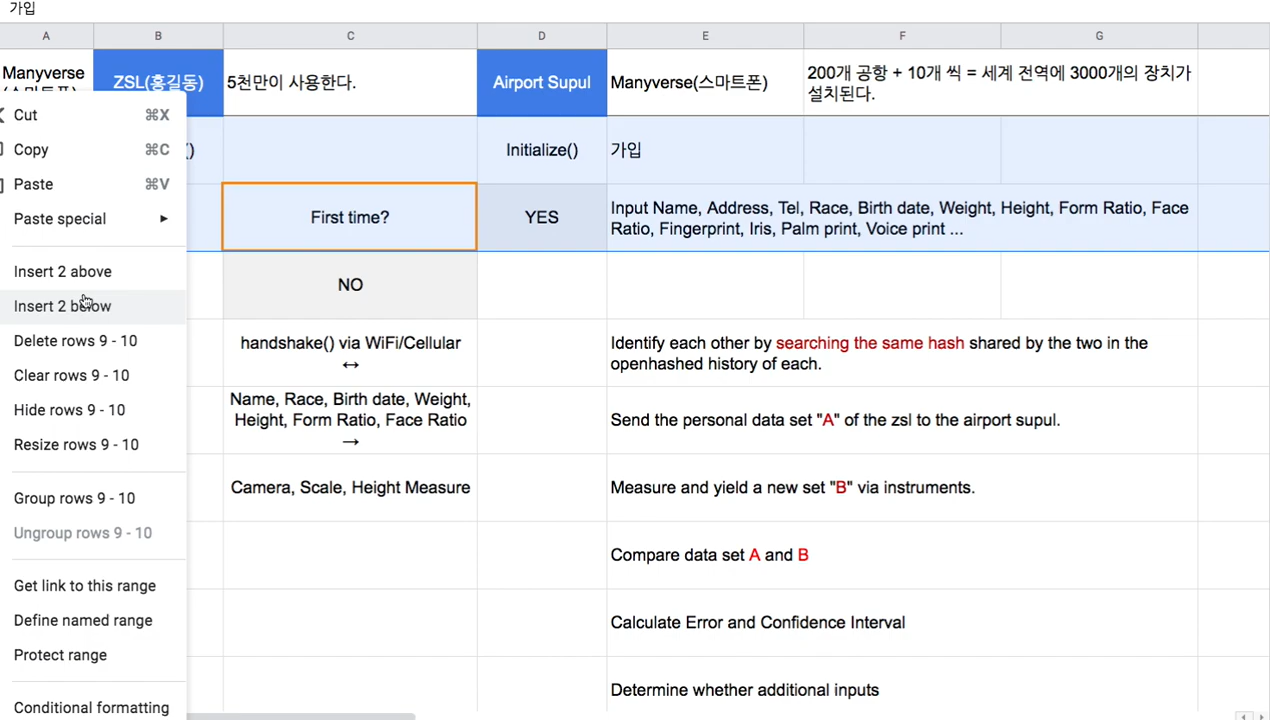 가입
A B C D E F G
Manyverse
ZSL(홍길동)
5천만이 사용한다.
Airport Supul
Manyverse(스마트폰)
200개 공항 + 10개 씩 = 세계 전역에 3000개의 장치가
설치된다.
Cut ⌘X
Copy ⌘C
Paste ⌘V
Paste special ▸
Insert 2 above
Insert 2 below
Delete rows 9 - 10
Clear rows 9 - 10
Hide rows 9 - 10
Resize rows 9 - 10
Group rows 9 - 10
Ungroup rows 9 - 10
Get link to this range
Define named range
Protect range
Conditional formatting
()
Initialize()
가입
First time?
YES
Input Name, Address, Tel, Race, Birth date, Weight, Height, Form Ratio, Face
Ratio, Fingerprint, Iris, Palm print, Voice print ...
NO
handshake() via WiFi/Cellular
↔
Identify each other by searching the same hash shared by the two in the
openhashed history of each.
Name, Race, Birth date, Weight,
Height, Form Ratio, Face Ratio
→
Send the personal data set "A" of the zsl to the airport supul.
Camera, Scale, Height Measure
Measure and yield a new set "B" via instruments.
Compare data set A and B
Calculate Error and Confidence Interval
Determine whether additional inputs